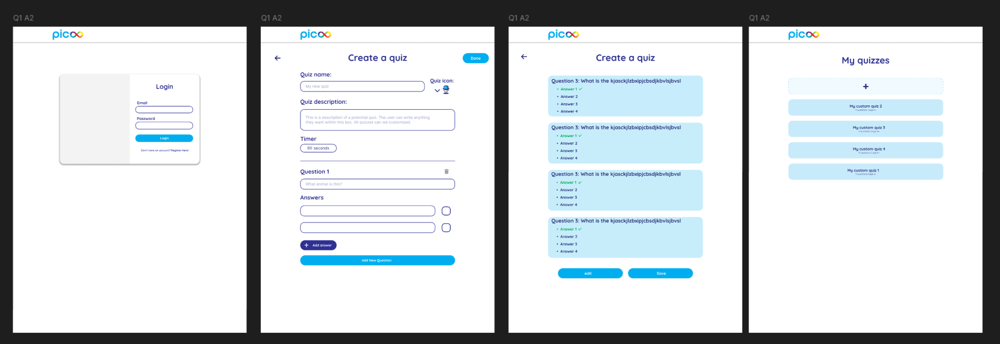 Q1 A2
picoo
Login
Email
Password
Login
Don't have an account? Register here!
Q1 A2
picoo
Create a quiz
Done
Quiz name:
My new quiz
Quiz icon:
Quiz description:
This is a description of a potential quiz. The user can write anything
they want within this box. All quizzes can we customised.
Timer
60 seconds
Question 1
What animal is this?
Answers
+ Add answer
Add New Question
Q1 A2
picoo
Create a quiz
Question 3: What is the kjasckjlzbxipjcbsdjkbvlsjbvsl
• Answer 1 ✓
• Answer 2
• Answer 3
• Answer 4
Question 3: What is the kjasckjlzbxipjcbsdjkbvlsjbvsl
• Answer 1 ✓
• Answer 2
• Answer 3
• Answer 4
Question 3: What is the kjasckjlzbxipjcbsdjkbvlsjbvsl
• Answer 1 ✓
• Answer 2
• Answer 3
• Answer 4
Question 3: What is the kjasckjlzbxipjcbsdjkbvlsjbvsl
• Answer 1 ✓
• Answer 2
• Answer 3
• Answer 4
edit
Save
Q1 A2
picoo
My quizzes
+
My custom quiz 2
My custom quiz 3
My custom quiz 4
My custom quiz 1